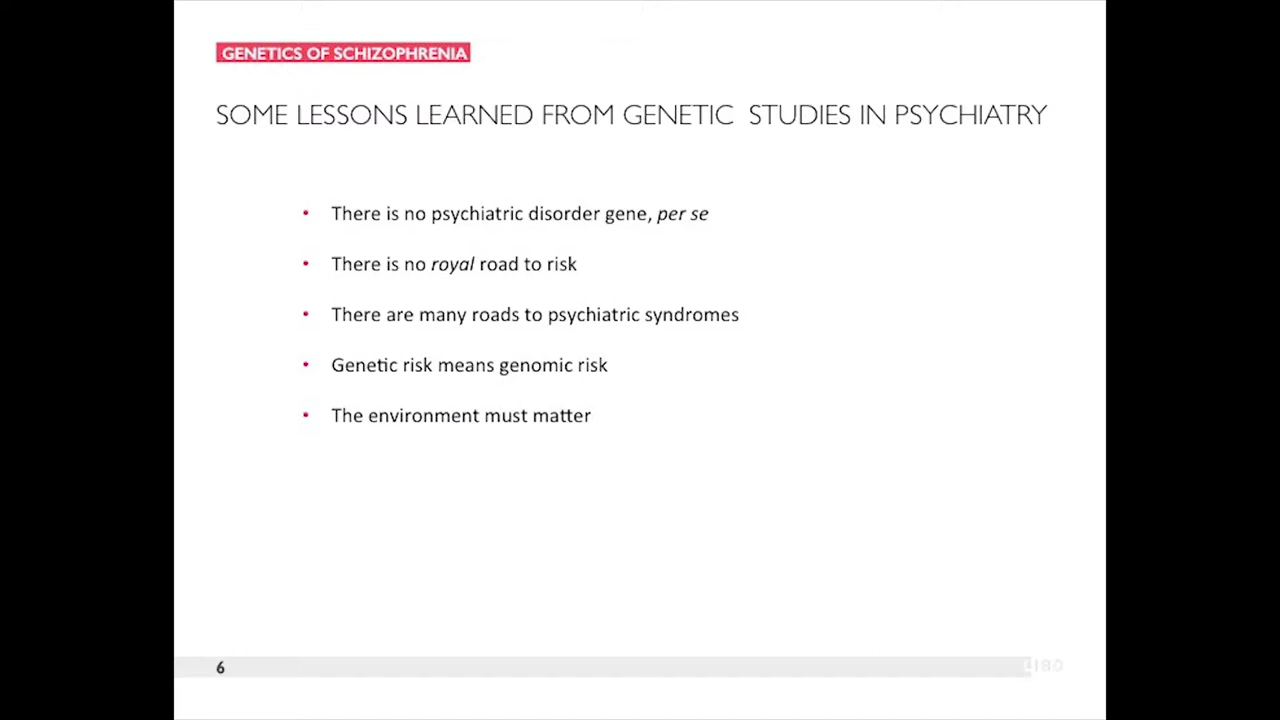 GENETICS OF SCHIZOPHRENIA
SOME LESSONS LEARNED FROM GENETIC STUDIES IN PSYCHIATRY
• There is no psychiatric disorder gene, per se
• There is no royal road to risk
• There are many roads to psychiatric syndromes
• Genetic risk means genomic risk
• The environment must matter
6